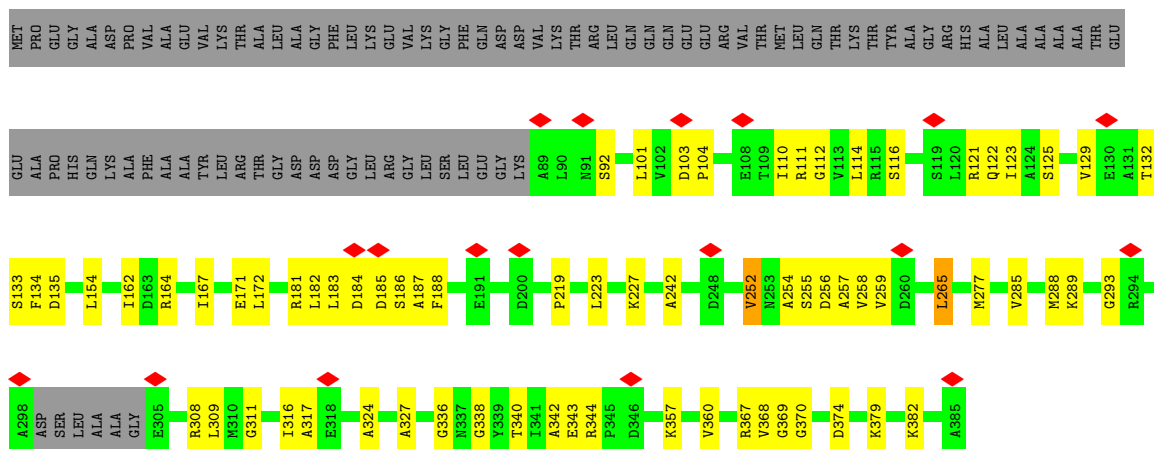 MET PRO GLU GLY ALA ASP PRO VAL ALA GLU VAL LYS THR ALA LEU ALA GLY PHE LEU LYS GLU VAL LYS GLY PHE GLN ASP ASP VAL LYS THR ARG LEU GLN GLN GLN GLU GLU ARG VAL THR MET LEU GLN THR LYS THR TYR ALA GLY ARG HIS ALA LEU ALA ALA ALA ALA THR GLU
GLU ALA PRO HIS GLN LYS ALA PHE ALA ALA TYR LEU ARG THR GLY ASP ASP ASP GLY LEU ARG GLY LEU SER LEU GLU GLY LYS A89 L90 N91 S92 L101 V102 D103 P104 E108 T109 I110 R111 G112 V113 L114 R115 S116 S119 L120 R121 Q122 I123 A124 S125 V129 E130 A131 T132
S133 F134 D135 L154 I162 D163 R164 I167 E171 L172 R181 L182 L183 D184 D185 S186 A187 F188 E191 D200 P219 L223 K227 A242 D248 V252 N253 A254 S255 D256 A257 V258 V259 D260 L265 M277 V285 M288 K289 G293 R294
A298 ASP SER LEU ALA ALA GLY E305 R308 L309 M310 G311 I316 A317 E318 A324 A327 G336 N337 G338 Y339 T340 I341 A342 E343 R344 P345 D346 K357 V360 R367 V368 G369 G370 D374 K379 K382 A385